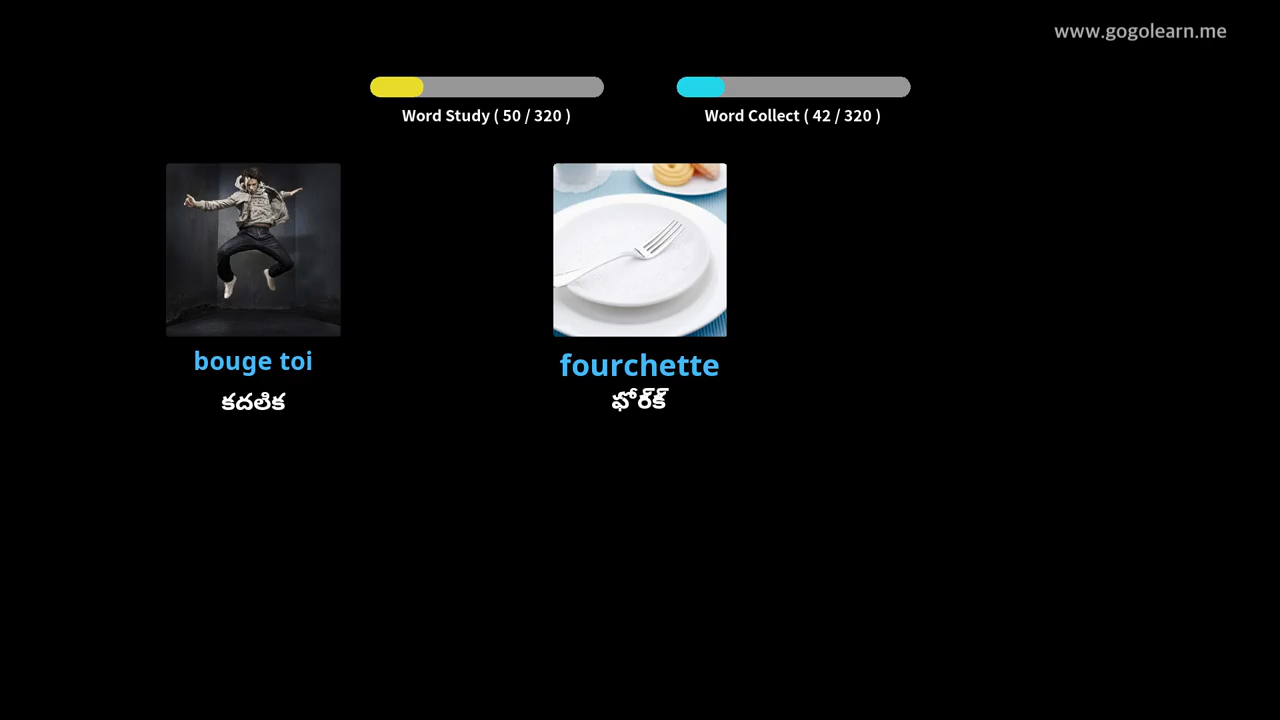 www.gogolearn.me
Word Study ( 50 / 320 )
Word Collect ( 42 / 320 )
bouge toi
fourchette
కదలిక
ఫోర్క్